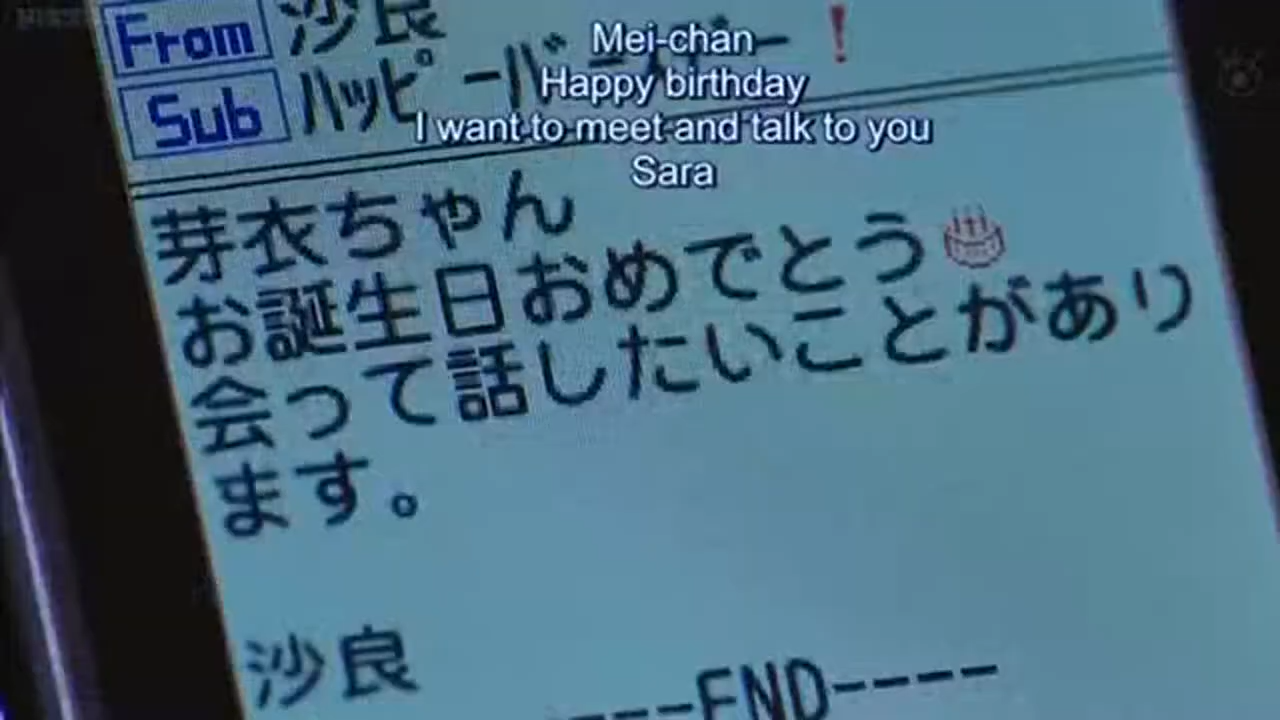 From 沙良
Sub ハッピーバースデー！
Mei-chan
Happy birthday
I want to meet and talk to you
Sara
芽衣ちゃん
お誕生日おめでとう
会って話したいことがあり
ます。
沙良
----END----